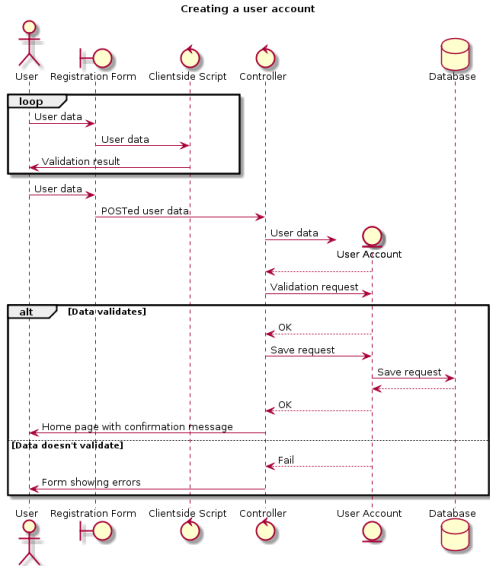 Creating a user account
User Registration Form Clientside Script Controller Database
loop
User data
User data
Validation result
User data
POSTed user data
User data
User Account
Validation request
alt [Data validates]
OK
Save request
Save request
OK
Home page with confirmation message
[Data doesn't validate]
Fail
Form showing errors
User Registration Form Clientside Script Controller User Account Database